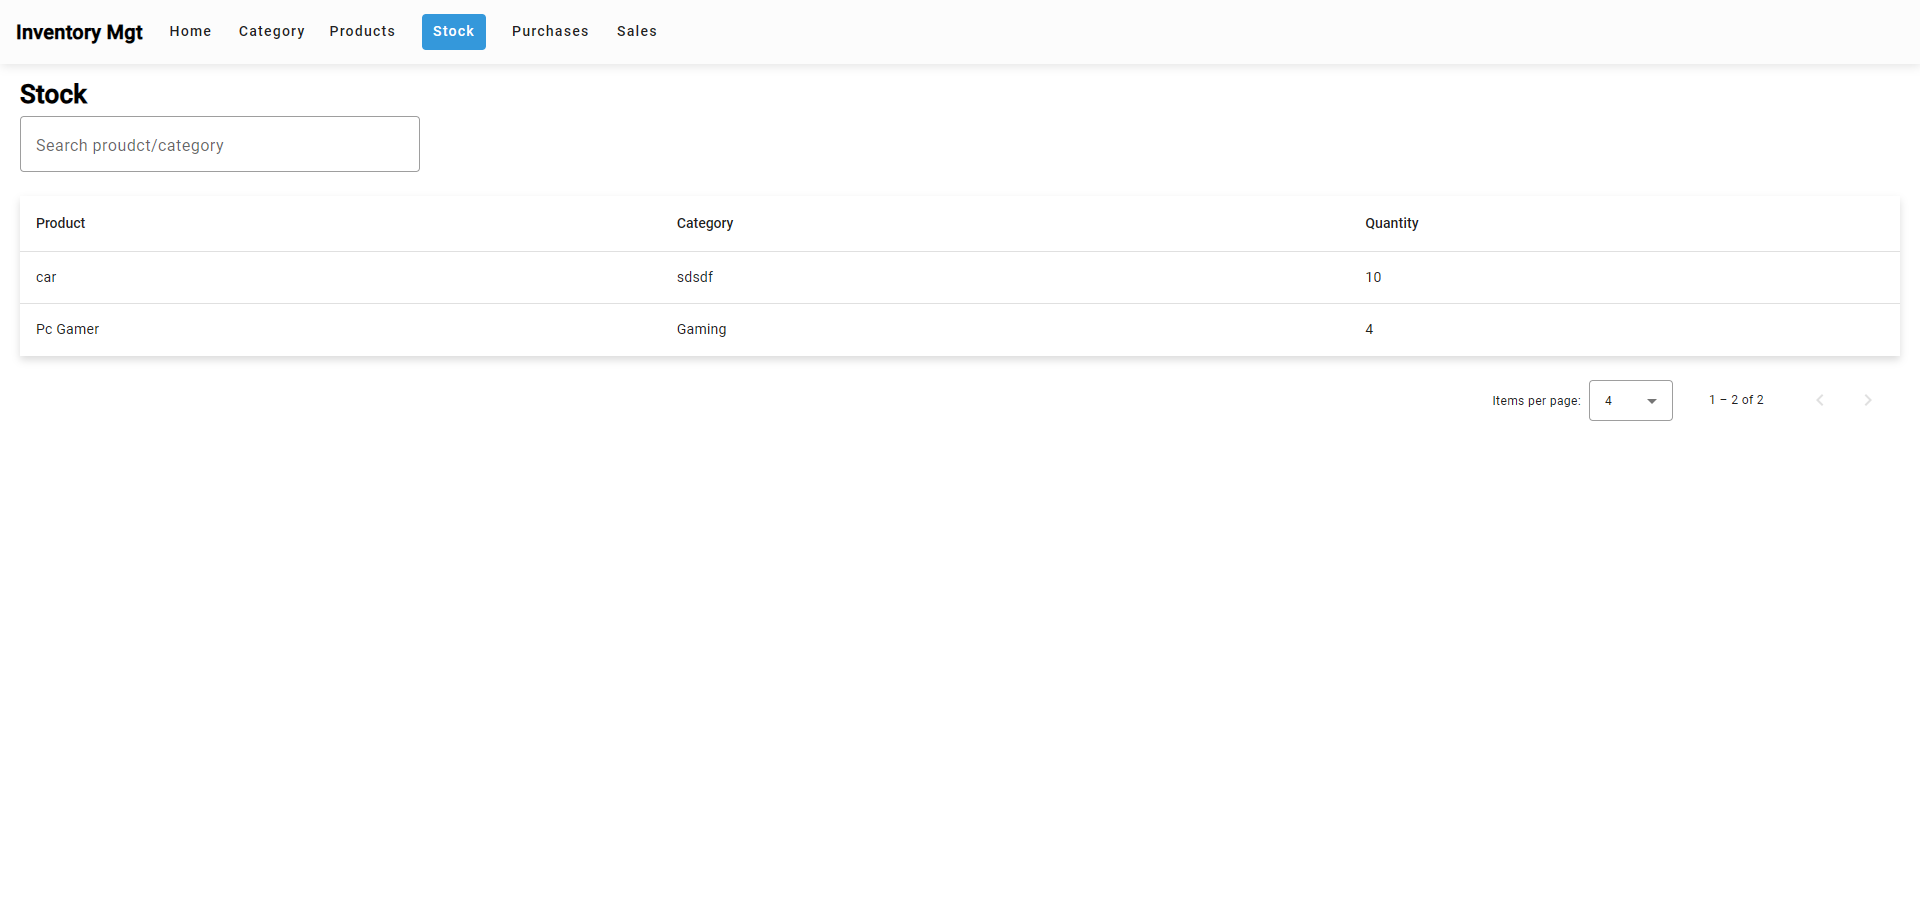 Inventory Mgt Home Category Products Stock Purchases Sales
Stock
Search proudct/category
Product Category Quantity
car sdsdf 10
Pc Gamer Gaming 4
Items per page: 4 1 – 2 of 2